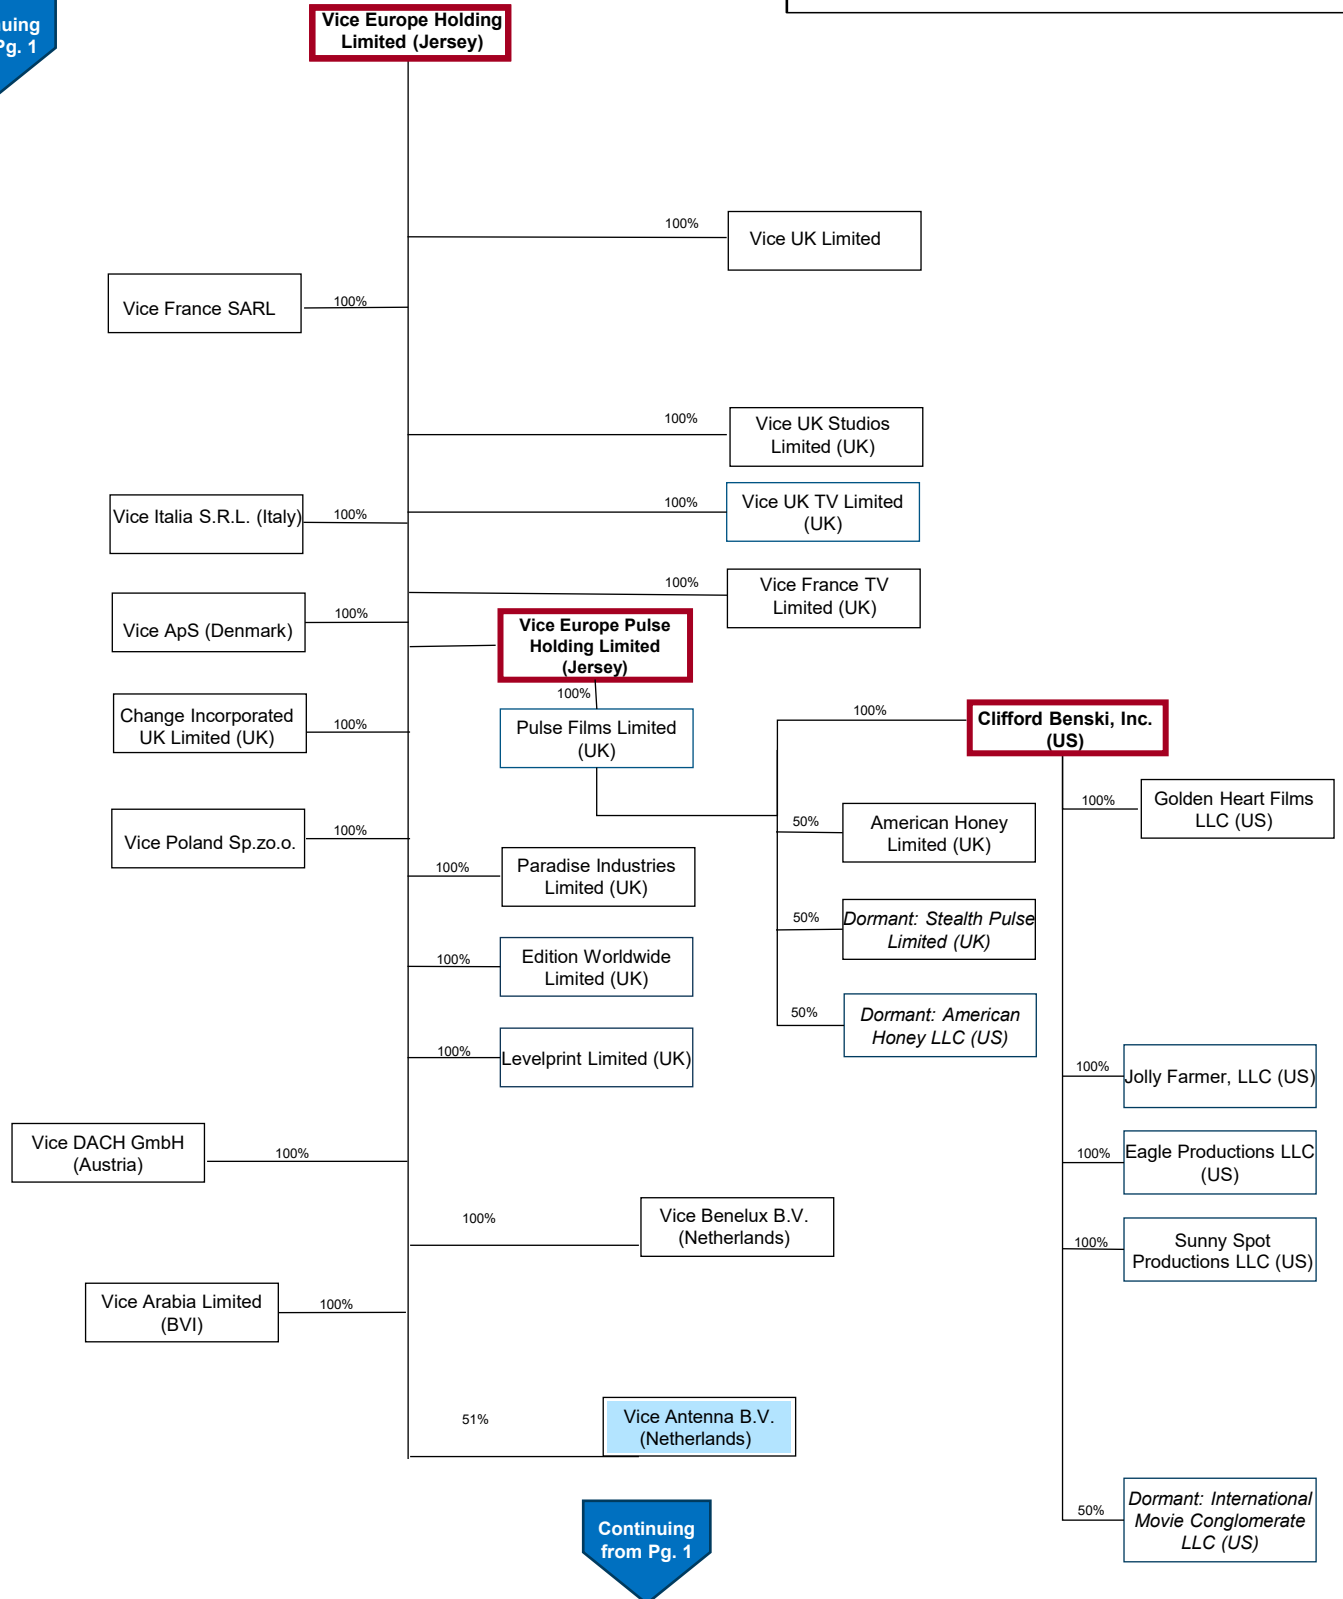 nuing
Pg. 1
Vice Europe Holding
Limited (Jersey)
100%
Vice UK Limited
Vice France SARL
100%
100%
Vice UK Studios
Limited (UK)
Vice Italia S.R.L. (Italy)
100%
100%
Vice UK TV Limited
(UK)
100%
Vice France TV
Limited (UK)
Vice ApS (Denmark)
100%
Vice Europe Pulse
Holding Limited
(Jersey)
100%
Pulse Films Limited
(UK)
Change Incorporated
UK Limited (UK)
100%
100%
Clifford Benski, Inc.
(US)
100%
Golden Heart Films
LLC (US)
Vice Poland Sp.zo.o.
100%
50%
American Honey
Limited (UK)
100%
Paradise Industries
Limited (UK)
50%
Dormant: Stealth Pulse
Limited (UK)
100%
Edition Worldwide
Limited (UK)
50%
Dormant: American
Honey LLC (US)
100%
Levelprint Limited (UK)
100%
Jolly Farmer, LLC (US)
Vice DACH GmbH
(Austria)
100%
100%
Eagle Productions LLC
(US)
100%
Vice Benelux B.V.
(Netherlands)
100%
Sunny Spot
Productions LLC (US)
Vice Arabia Limited
(BVI)
100%
51%
Vice Antenna B.V.
(Netherlands)
50%
Dormant: International
Movie Conglomerate
LLC (US)
Continuing
from Pg. 1